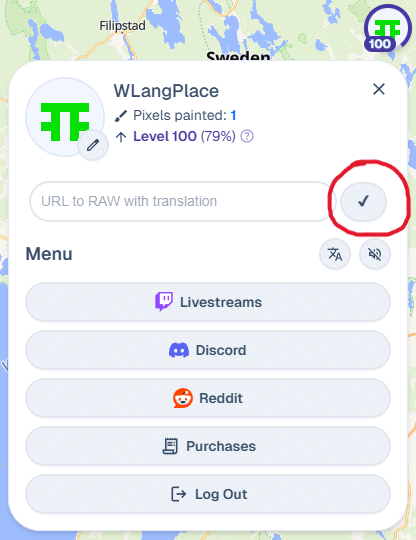 Filipstad
Sweden
100
WLangPlace
Pixels painted: 1
Level 100 (79%)
URL to RAW with translation
Menu
Livestreams
Discord
Reddit
Purchases
Log Out